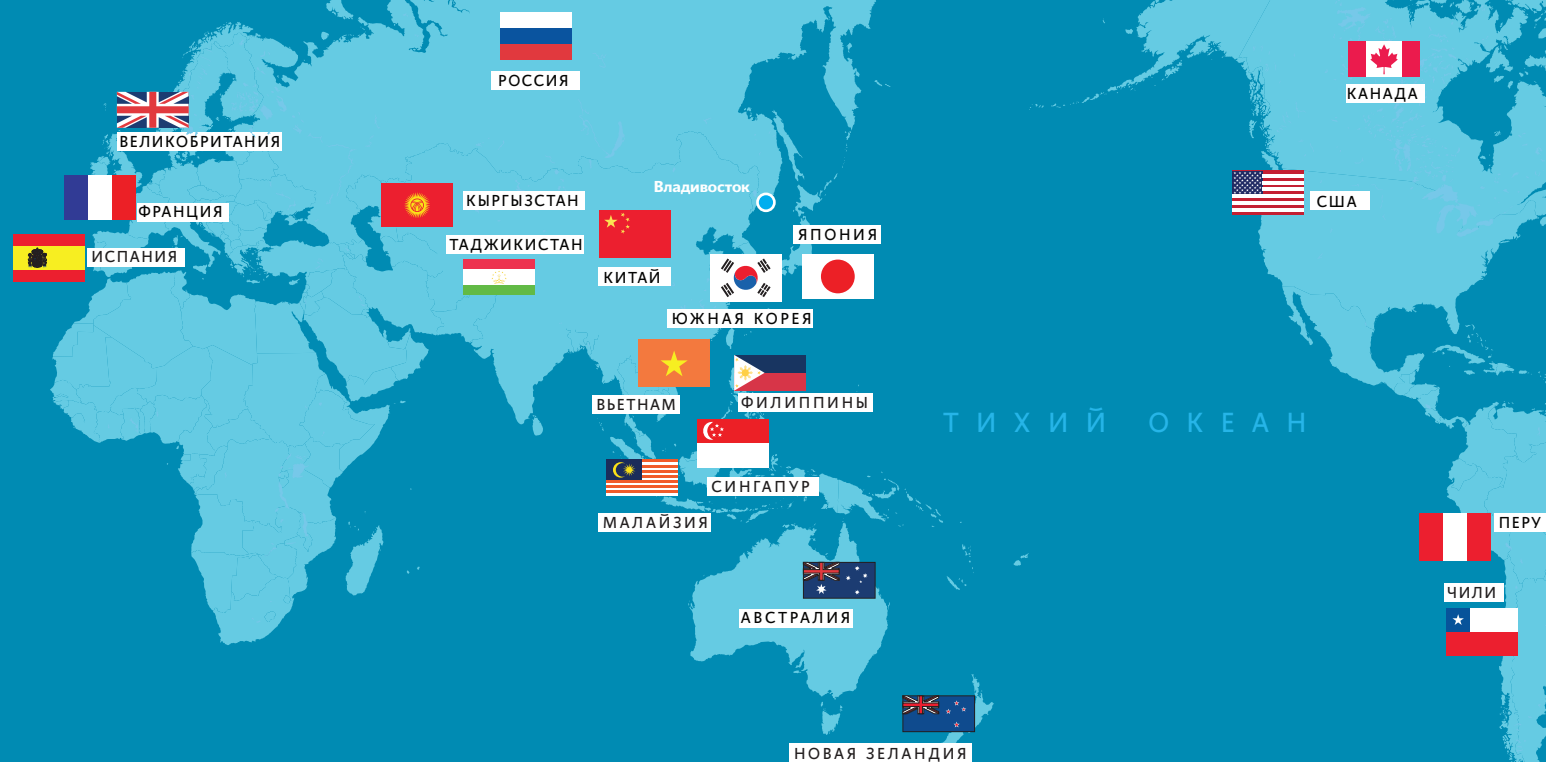 РОССИЯ
КАНАДА
ВЕЛИКОБРИТАНИЯ
Владивосток
КЫРГЫЗСТАН
США
ФРАНЦИЯ
ЯПОНИЯ
ТАДЖИКИСТАН
ИСПАНИЯ
КИТАЙ
ЮЖНАЯ КОРЕЯ
ВЬЕТНАМ
ФИЛИППИНЫ
ТИХИЙ ОКЕАН
СИНГАПУР
МАЛАЙЗИЯ
ПЕРУ
ЧИЛИ
АВСТРАЛИЯ
НОВАЯ ЗЕЛАНДИЯ